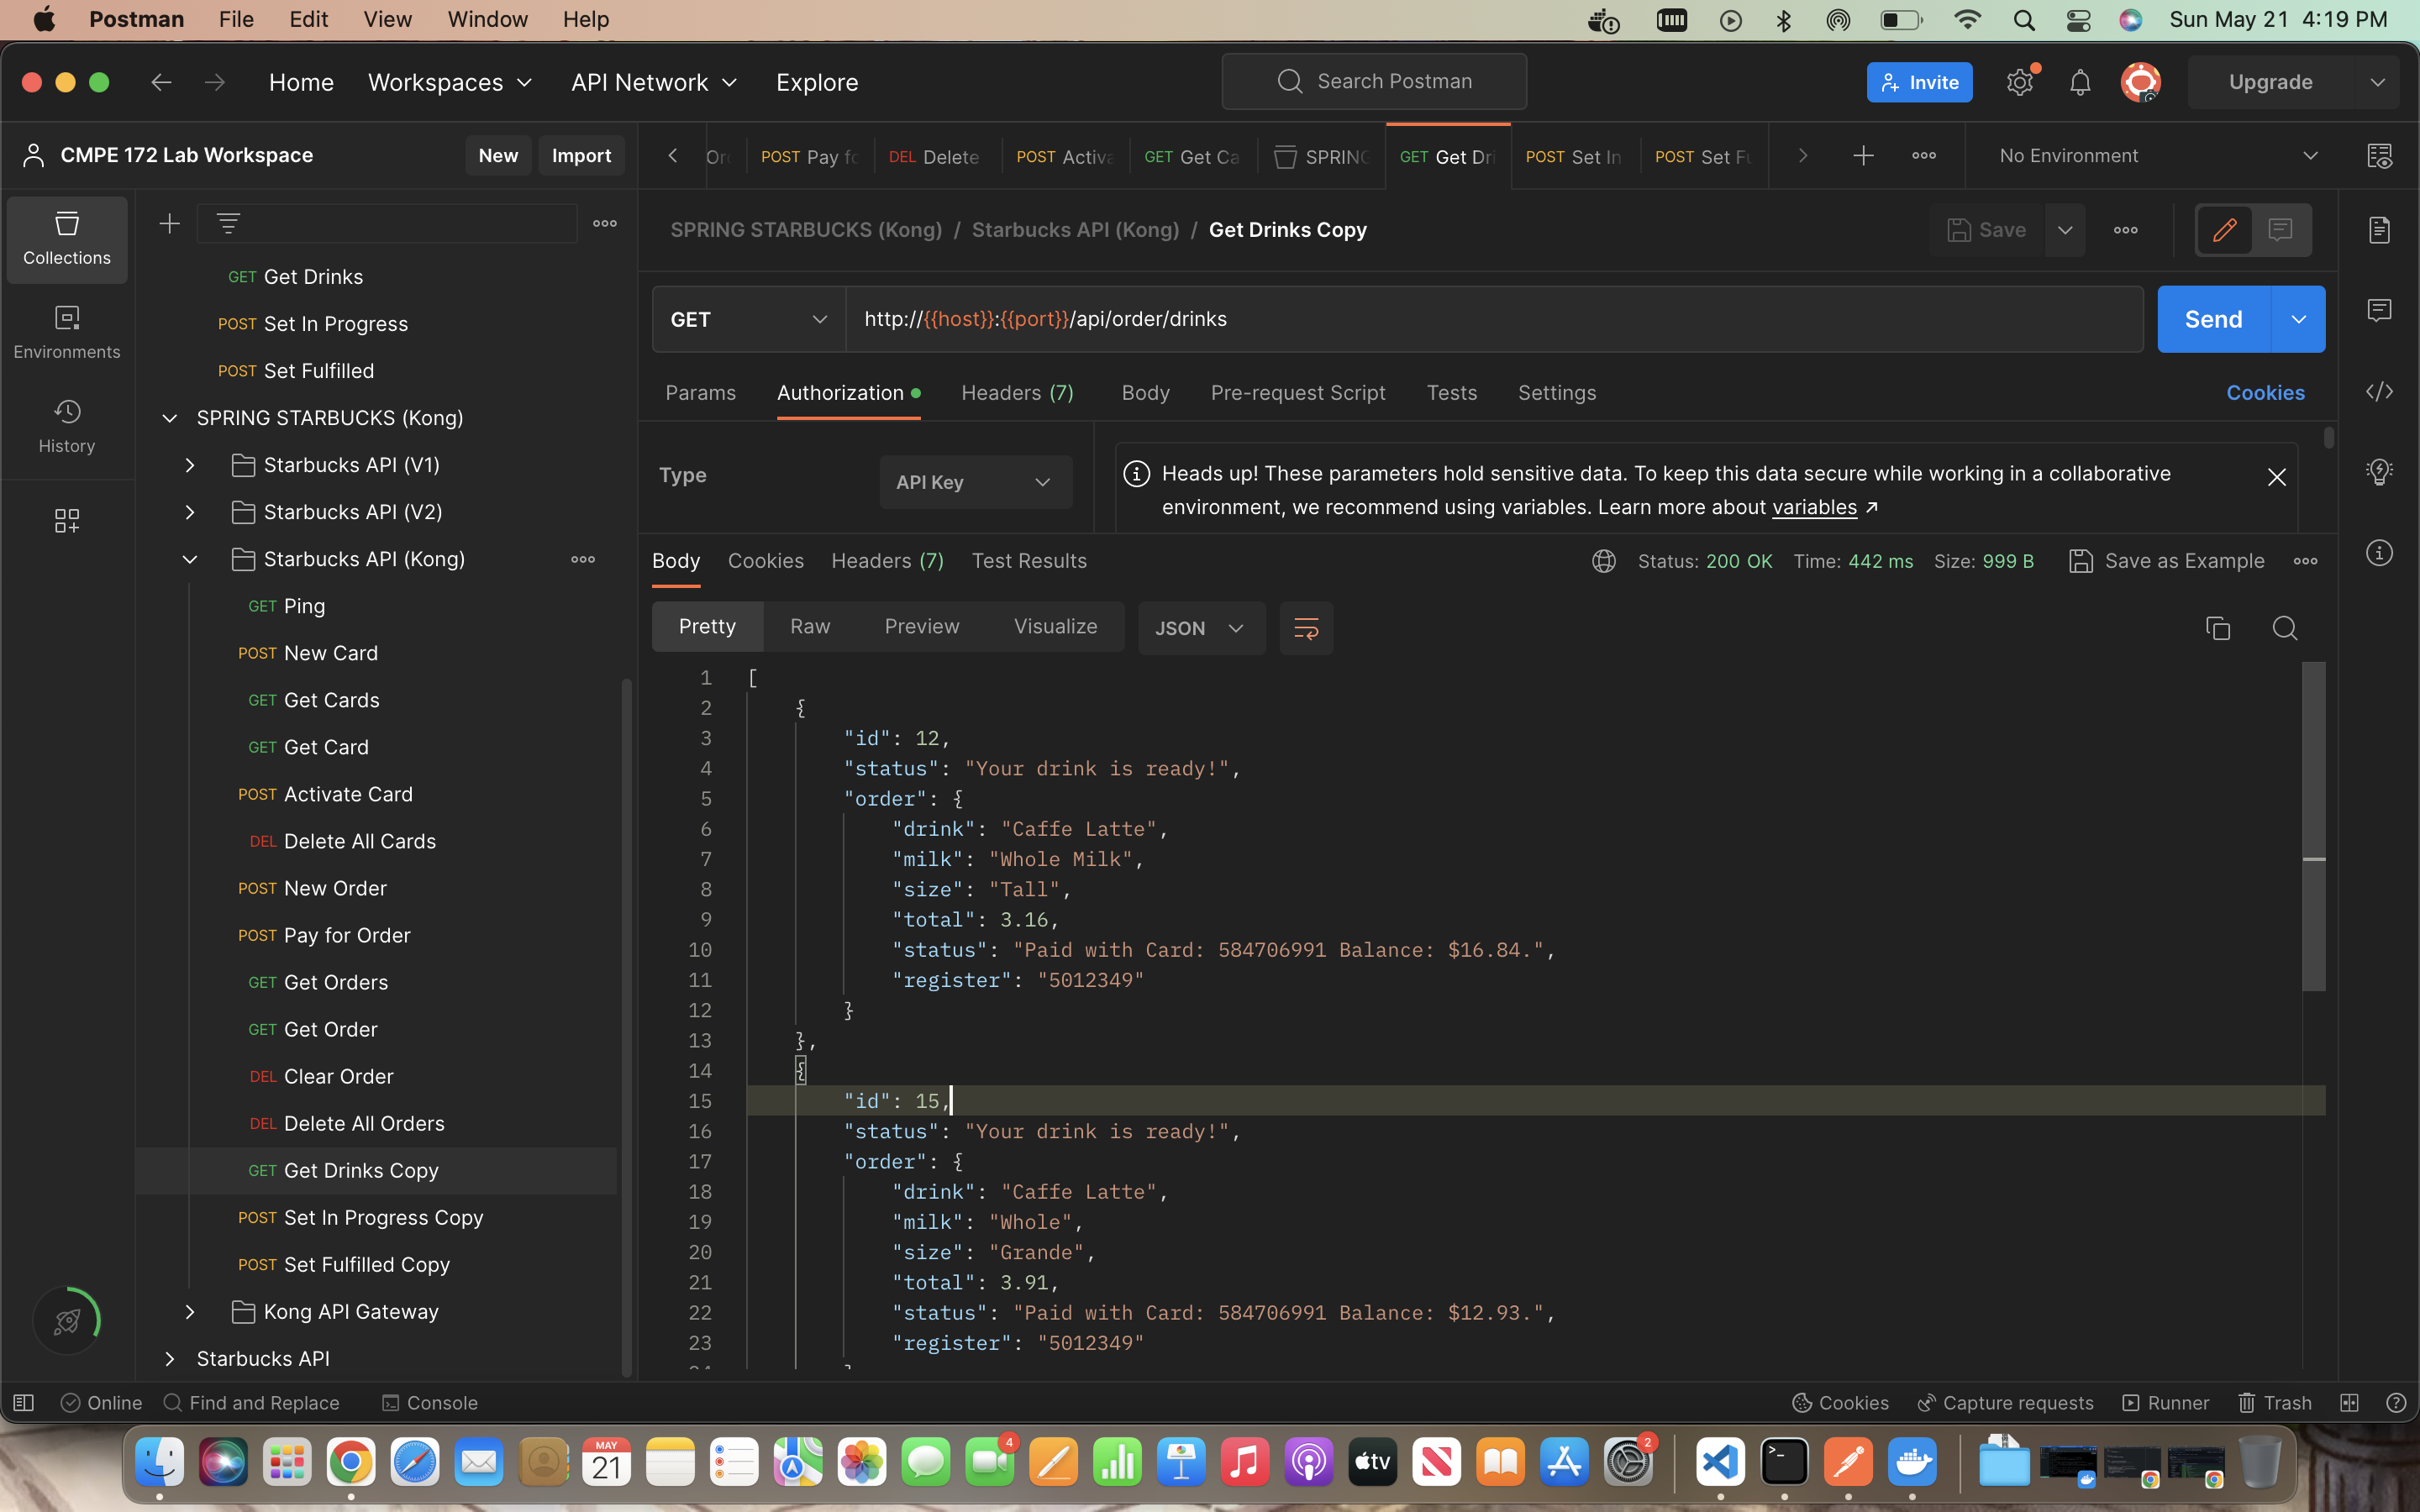 Postman File Edit View Window Help Sun May 21 4:19 PM
Home Workspaces API Network Explore Search Postman Invite Upgrade
CMPE 172 Lab Workspace New Import
POST Pay fo DEL Delete POST Activa GET Get Ca SPRING GET Get Dri POST Set In POST Set Fu No Environment
Collections
Environments
History
GET Get Drinks
POST Set In Progress
POST Set Fulfilled
SPRING STARBUCKS (Kong)
Starbucks API (V1)
Starbucks API (V2)
Starbucks API (Kong)
GET Ping
POST New Card
GET Get Cards
GET Get Card
POST Activate Card
DEL Delete All Cards
POST New Order
POST Pay for Order
GET Get Orders
GET Get Order
DEL Clear Order
DEL Delete All Orders
GET Get Drinks Copy
POST Set In Progress Copy
POST Set Fulfilled Copy
Kong API Gateway
Starbucks API
SPRING STARBUCKS (Kong) / Starbucks API (Kong) / Get Drinks Copy Save
GET http://{{host}}:{{port}}/api/order/drinks Send
Params Authorization Headers (7) Body Pre-request Script Tests Settings Cookies
Type API Key
Heads up! These parameters hold sensitive data. To keep this data secure while working in a collaborative
environment, we recommend using variables. Learn more about variables ↗
Body Cookies Headers (7) Test Results Status: 200 OK Time: 442 ms Size: 999 B Save as Example
Pretty Raw Preview Visualize JSON
1 [
2 {
3 "id": 12,
4 "status": "Your drink is ready!",
5 "order": {
6 "drink": "Caffe Latte",
7 "milk": "Whole Milk",
8 "size": "Tall",
9 "total": 3.16,
10 "status": "Paid with Card: 584706991 Balance: $16.84.",
11 "register": "5012349"
12 }
13 },
14 {
15 "id": 15,
16 "status": "Your drink is ready!",
17 "order": {
18 "drink": "Caffe Latte",
19 "milk": "Whole",
20 "size": "Grande",
21 "total": 3.91,
22 "status": "Paid with Card: 584706991 Balance: $12.93.",
23 "register": "5012349"
Online Find and Replace Console Cookies Capture requests Runner Trash
MAY
21
4
tv
2